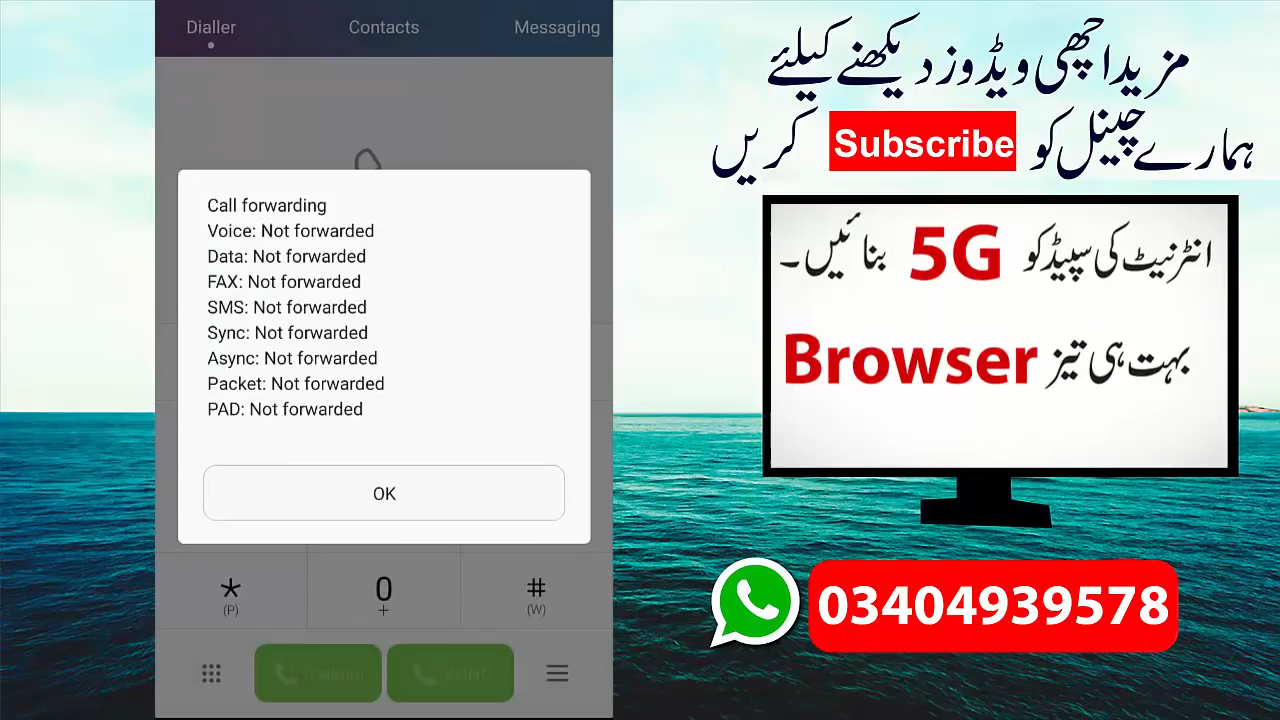 Dialler
Contacts
Messaging
Call forwarding
Voice: Not forwarded
Data: Not forwarded
FAX: Not forwarded
SMS: Not forwarded
Sync: Not forwarded
Async: Not forwarded
Packet: Not forwarded
PAD: Not forwarded
OK
*
(P)
0
+
#
(W)
مزید اچھی ویڈوز دیکھنے کیلئے
ہمارے چینل کو Subscribe کریں
انٹرنیٹ کی سپیڈ کو 5G بنائیں۔
بہت ہی تیز Browser
03404939578